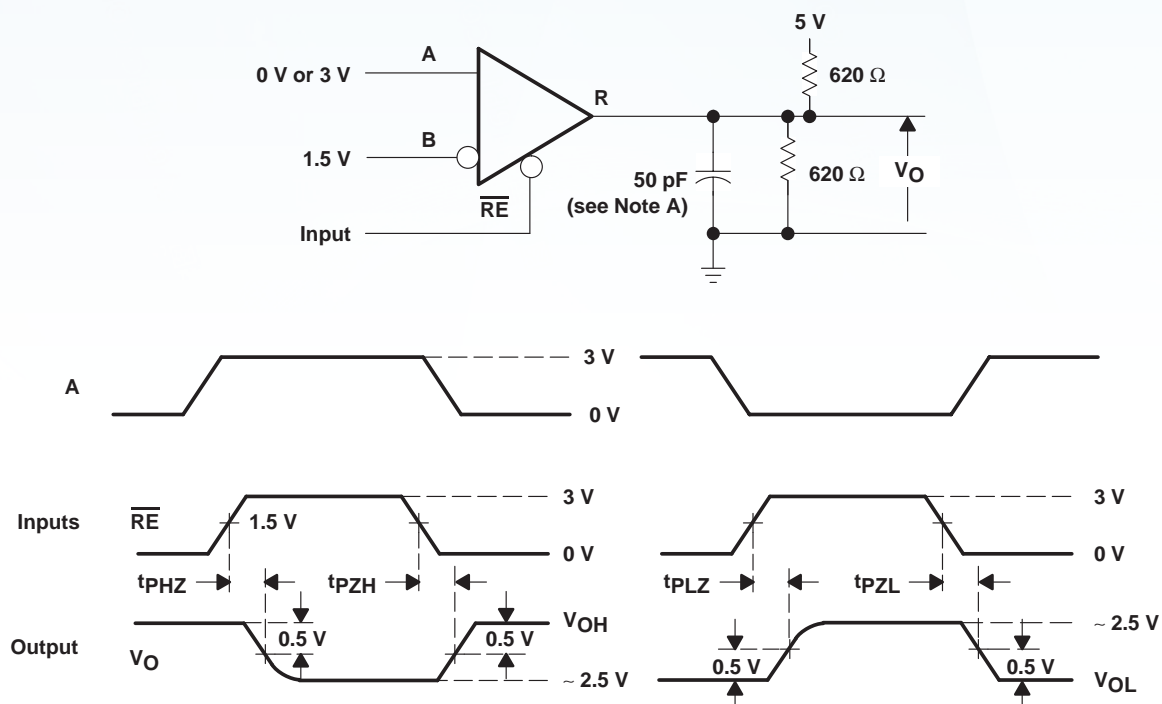 5 V
620 Ω
A
0 V or 3 V
R
B
1.5 V
50 pF
(see Note A)
620 Ω
VO
RE
Input
A
3 V
0 V
Inputs
RE
1.5 V
3 V
0 V
3 V
0 V
tPHZ
tPZH
tPLZ
tPZL
Output
VO
0.5 V
0.5 V
VOH
~ 2.5 V
0.5 V
0.5 V
~ 2.5 V
VOL